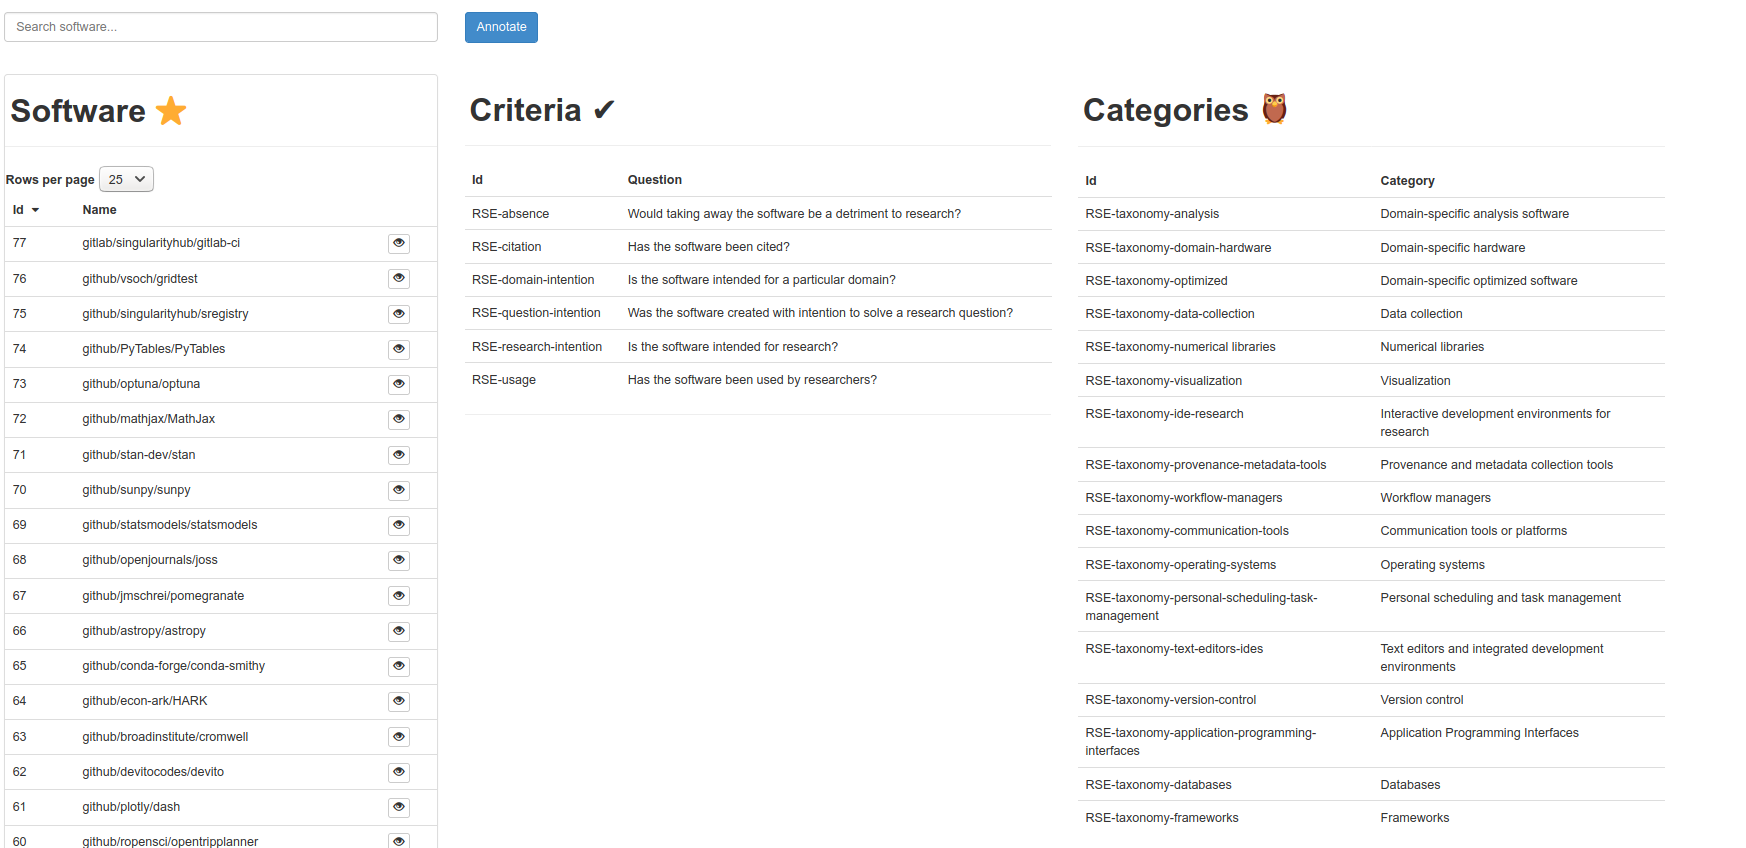 Search software...
Annotate
Software
Rows per page 25
Id Name
77 gitlab/singularityhub/gitlab-ci
76 github/vsoch/gridtest
75 github/singularityhub/sregistry
74 github/PyTables/PyTables
73 github/optuna/optuna
72 github/mathjax/MathJax
71 github/stan-dev/stan
70 github/sunpy/sunpy
69 github/statsmodels/statsmodels
68 github/openjournals/joss
67 github/jmschrei/pomegranate
66 github/astropy/astropy
65 github/conda-forge/conda-smithy
64 github/econ-ark/HARK
63 github/broadinstitute/cromwell
62 github/devitocodes/devito
61 github/plotly/dash
60 github/ropensci/opentripplanner
Criteria ✔
Id Question
RSE-absence Would taking away the software be a detriment to research?
RSE-citation Has the software been cited?
RSE-domain-intention Is the software intended for a particular domain?
RSE-question-intention Was the software created with intention to solve a research question?
RSE-research-intention Is the software intended for research?
RSE-usage Has the software been used by researchers?
Categories
Id Category
RSE-taxonomy-analysis Domain-specific analysis software
RSE-taxonomy-domain-hardware Domain-specific hardware
RSE-taxonomy-optimized Domain-specific optimized software
RSE-taxonomy-data-collection Data collection
RSE-taxonomy-numerical libraries Numerical libraries
RSE-taxonomy-visualization Visualization
RSE-taxonomy-ide-research Interactive development environments for
research
RSE-taxonomy-provenance-metadata-tools Provenance and metadata collection tools
RSE-taxonomy-workflow-managers Workflow managers
RSE-taxonomy-communication-tools Communication tools or platforms
RSE-taxonomy-operating-systems Operating systems
RSE-taxonomy-personal-scheduling-task- Personal scheduling and task management
management
RSE-taxonomy-text-editors-ides Text editors and integrated development
environments
RSE-taxonomy-version-control Version control
RSE-taxonomy-application-programming- Application Programming Interfaces
interfaces
RSE-taxonomy-databases Databases
RSE-taxonomy-frameworks Frameworks